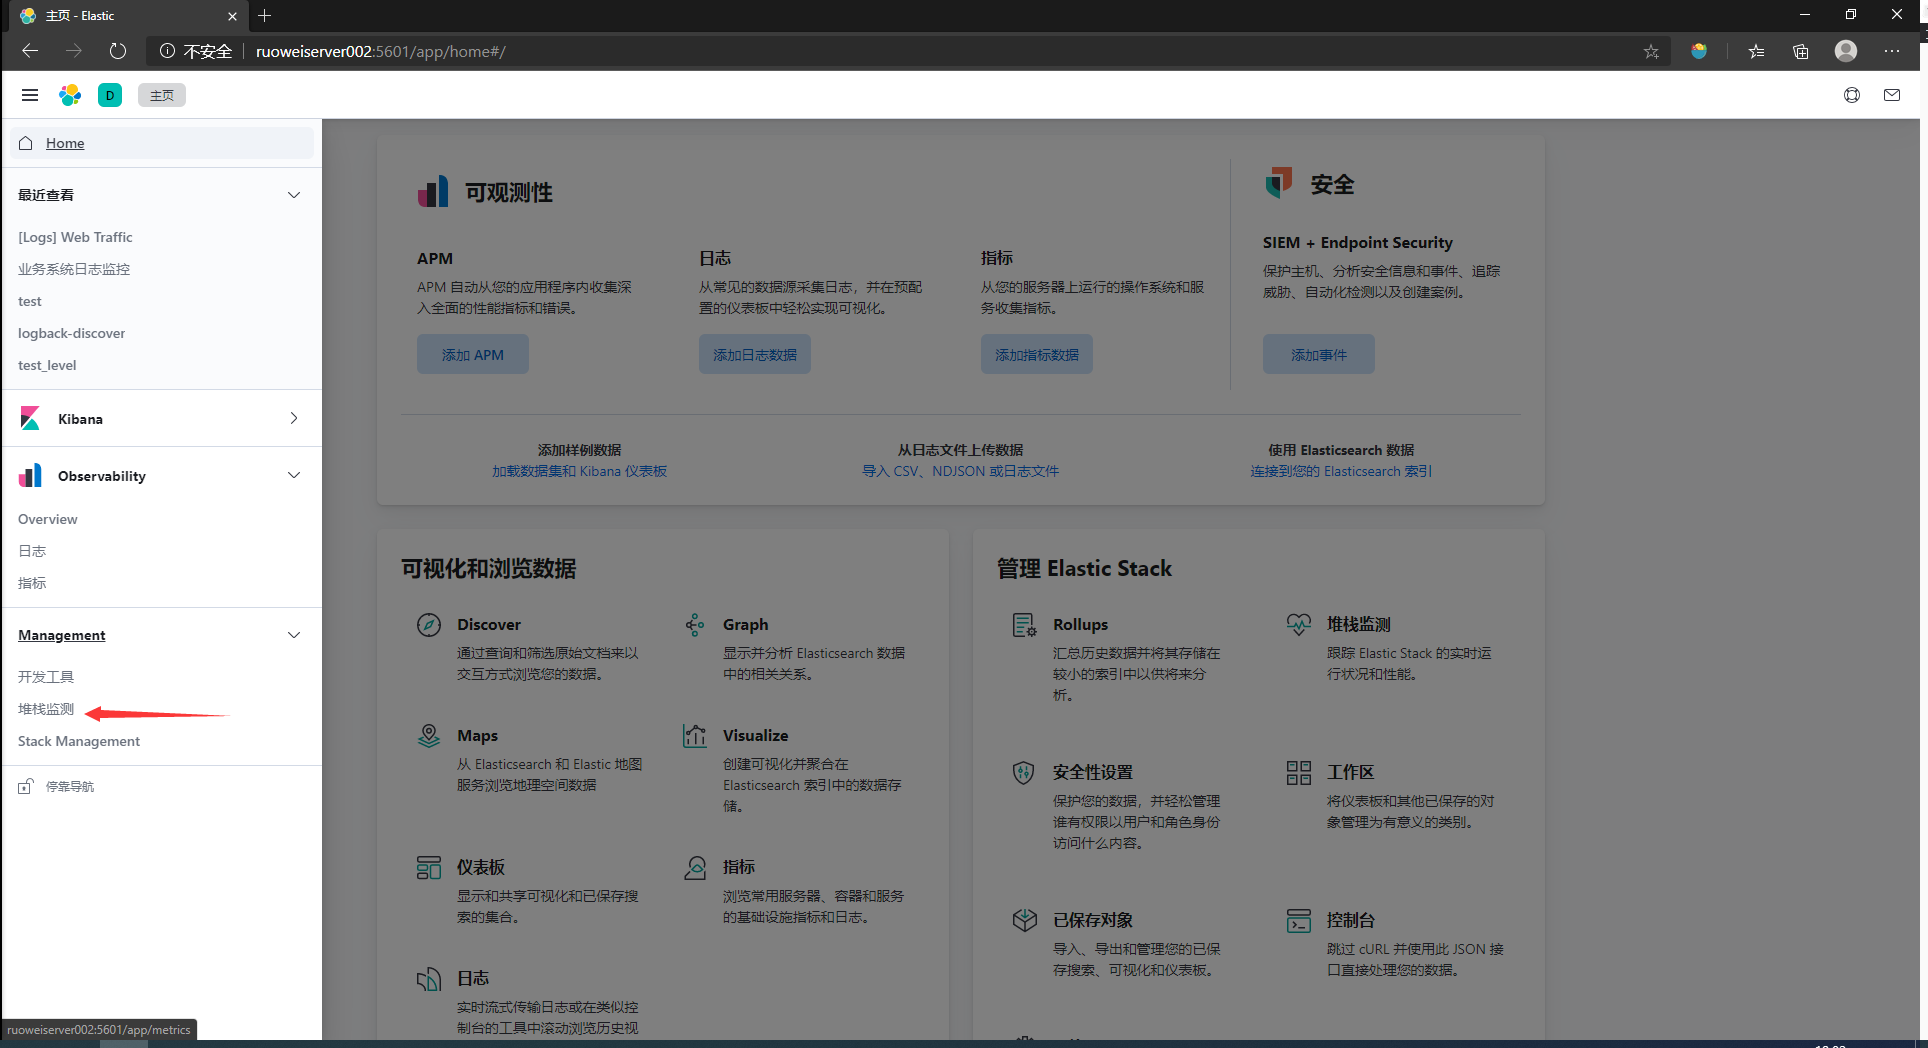 主页 - Elastic
不安全
ruoweiserver002:5601/app/home#/
D
主页
Home
最近查看
[Logs] Web Traffic
业务系统日志监控
test
logback-discover
test_level
Kibana
Observability
Overview
日志
指标
Management
开发工具
堆栈监测
Stack Management
停靠导航
ruoweiserver002:5601/app/metrics
可观测性
APM
APM 自动从您的应用程序内收集深
入全面的性能指标和错误。
添加 APM
日志
从常见的数据源采集日志，并在预配
置的仪表板中轻松实现可视化。
添加日志数据
指标
从您的服务器上运行的操作系统和服
务收集指标。
添加指标数据
安全
SIEM + Endpoint Security
保护主机、分析安全信息和事件、追踪
威胁、自动化检测以及创建案例。
添加事件
添加样例数据
加载数据集和 Kibana 仪表板
从日志文件上传数据
导入 CSV、NDJSON 或日志文件
使用 Elasticsearch 数据
连接到您的 Elasticsearch 索引
可视化和浏览数据
Discover
通过查询和筛选原始文档来以
交互方式浏览您的数据。
Graph
显示并分析 Elasticsearch 数据
中的相关关系。
Maps
从 Elasticsearch 和 Elastic 地图
服务浏览地理空间数据
Visualize
创建可视化并聚合在
Elasticsearch 索引中的数据存
储。
仪表板
显示和共享可视化和已保存搜
索的集合。
指标
浏览常用服务器、容器和服务
的基础设施指标和日志。
日志
实时流式传输日志或在类似控
制台的工具中滚动浏览历史视
管理 Elastic Stack
Rollups
汇总历史数据并将其存储在
较小的索引中以供将来分
析。
堆栈监测
跟踪 Elastic Stack 的实时运
行状况和性能。
安全性设置
保护您的数据，并轻松管理
谁有权限以用户和角色身份
访问什么内容。
工作区
将仪表板和其他已保存的对
象管理为有意义的类别。
已保存对象
导入、导出和管理您的已保
存搜索、可视化和仪表板。
控制台
跳过 cURL 并使用此 JSON 接
口直接处理您的数据。